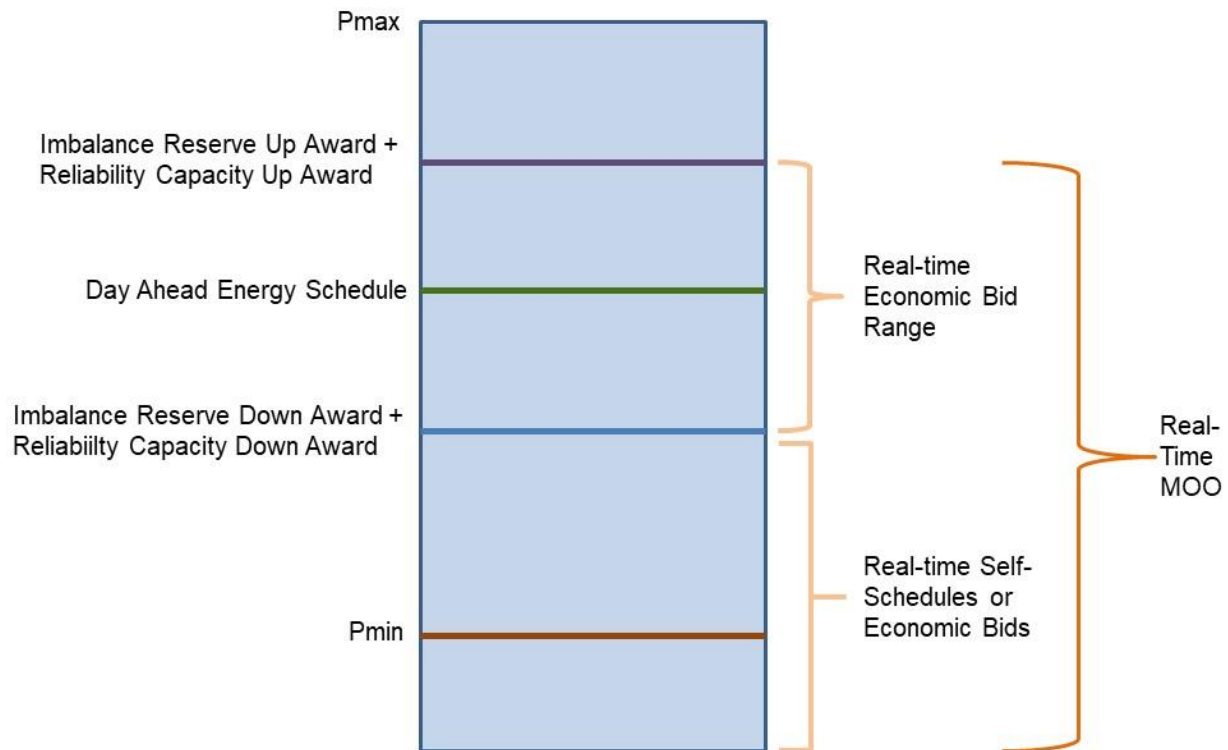 Pmax
Imbalance Reserve Up Award +
Reliability Capacity Up Award
Day Ahead Energy Schedule
Imbalance Reserve Down Award +
Reliabiilty Capacity Down Award
Pmin
Real-time
Economic Bid
Range
Real-time Self-
Schedules or
Economic Bids
Real-
Time
MOO